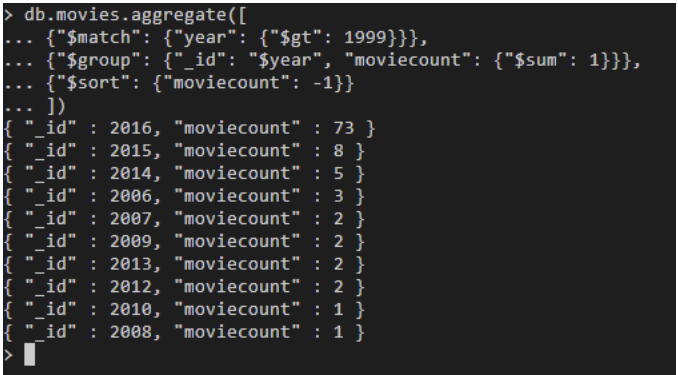 > db.movies.aggregate([
... {"$match": {"year": {"$gt": 1999}}},
... {"$group": {"_id": "$year", "moviecount": {"$sum": 1}}},
... {"$sort": {"moviecount": -1}}
... ])
{ "_id" : 2016, "moviecount" : 73 }
{ "_id" : 2015, "moviecount" : 8 }
{ "_id" : 2014, "moviecount" : 5 }
{ "_id" : 2006, "moviecount" : 3 }
{ "_id" : 2007, "moviecount" : 2 }
{ "_id" : 2009, "moviecount" : 2 }
{ "_id" : 2013, "moviecount" : 2 }
{ "_id" : 2012, "moviecount" : 2 }
{ "_id" : 2010, "moviecount" : 1 }
{ "_id" : 2008, "moviecount" : 1 }
>